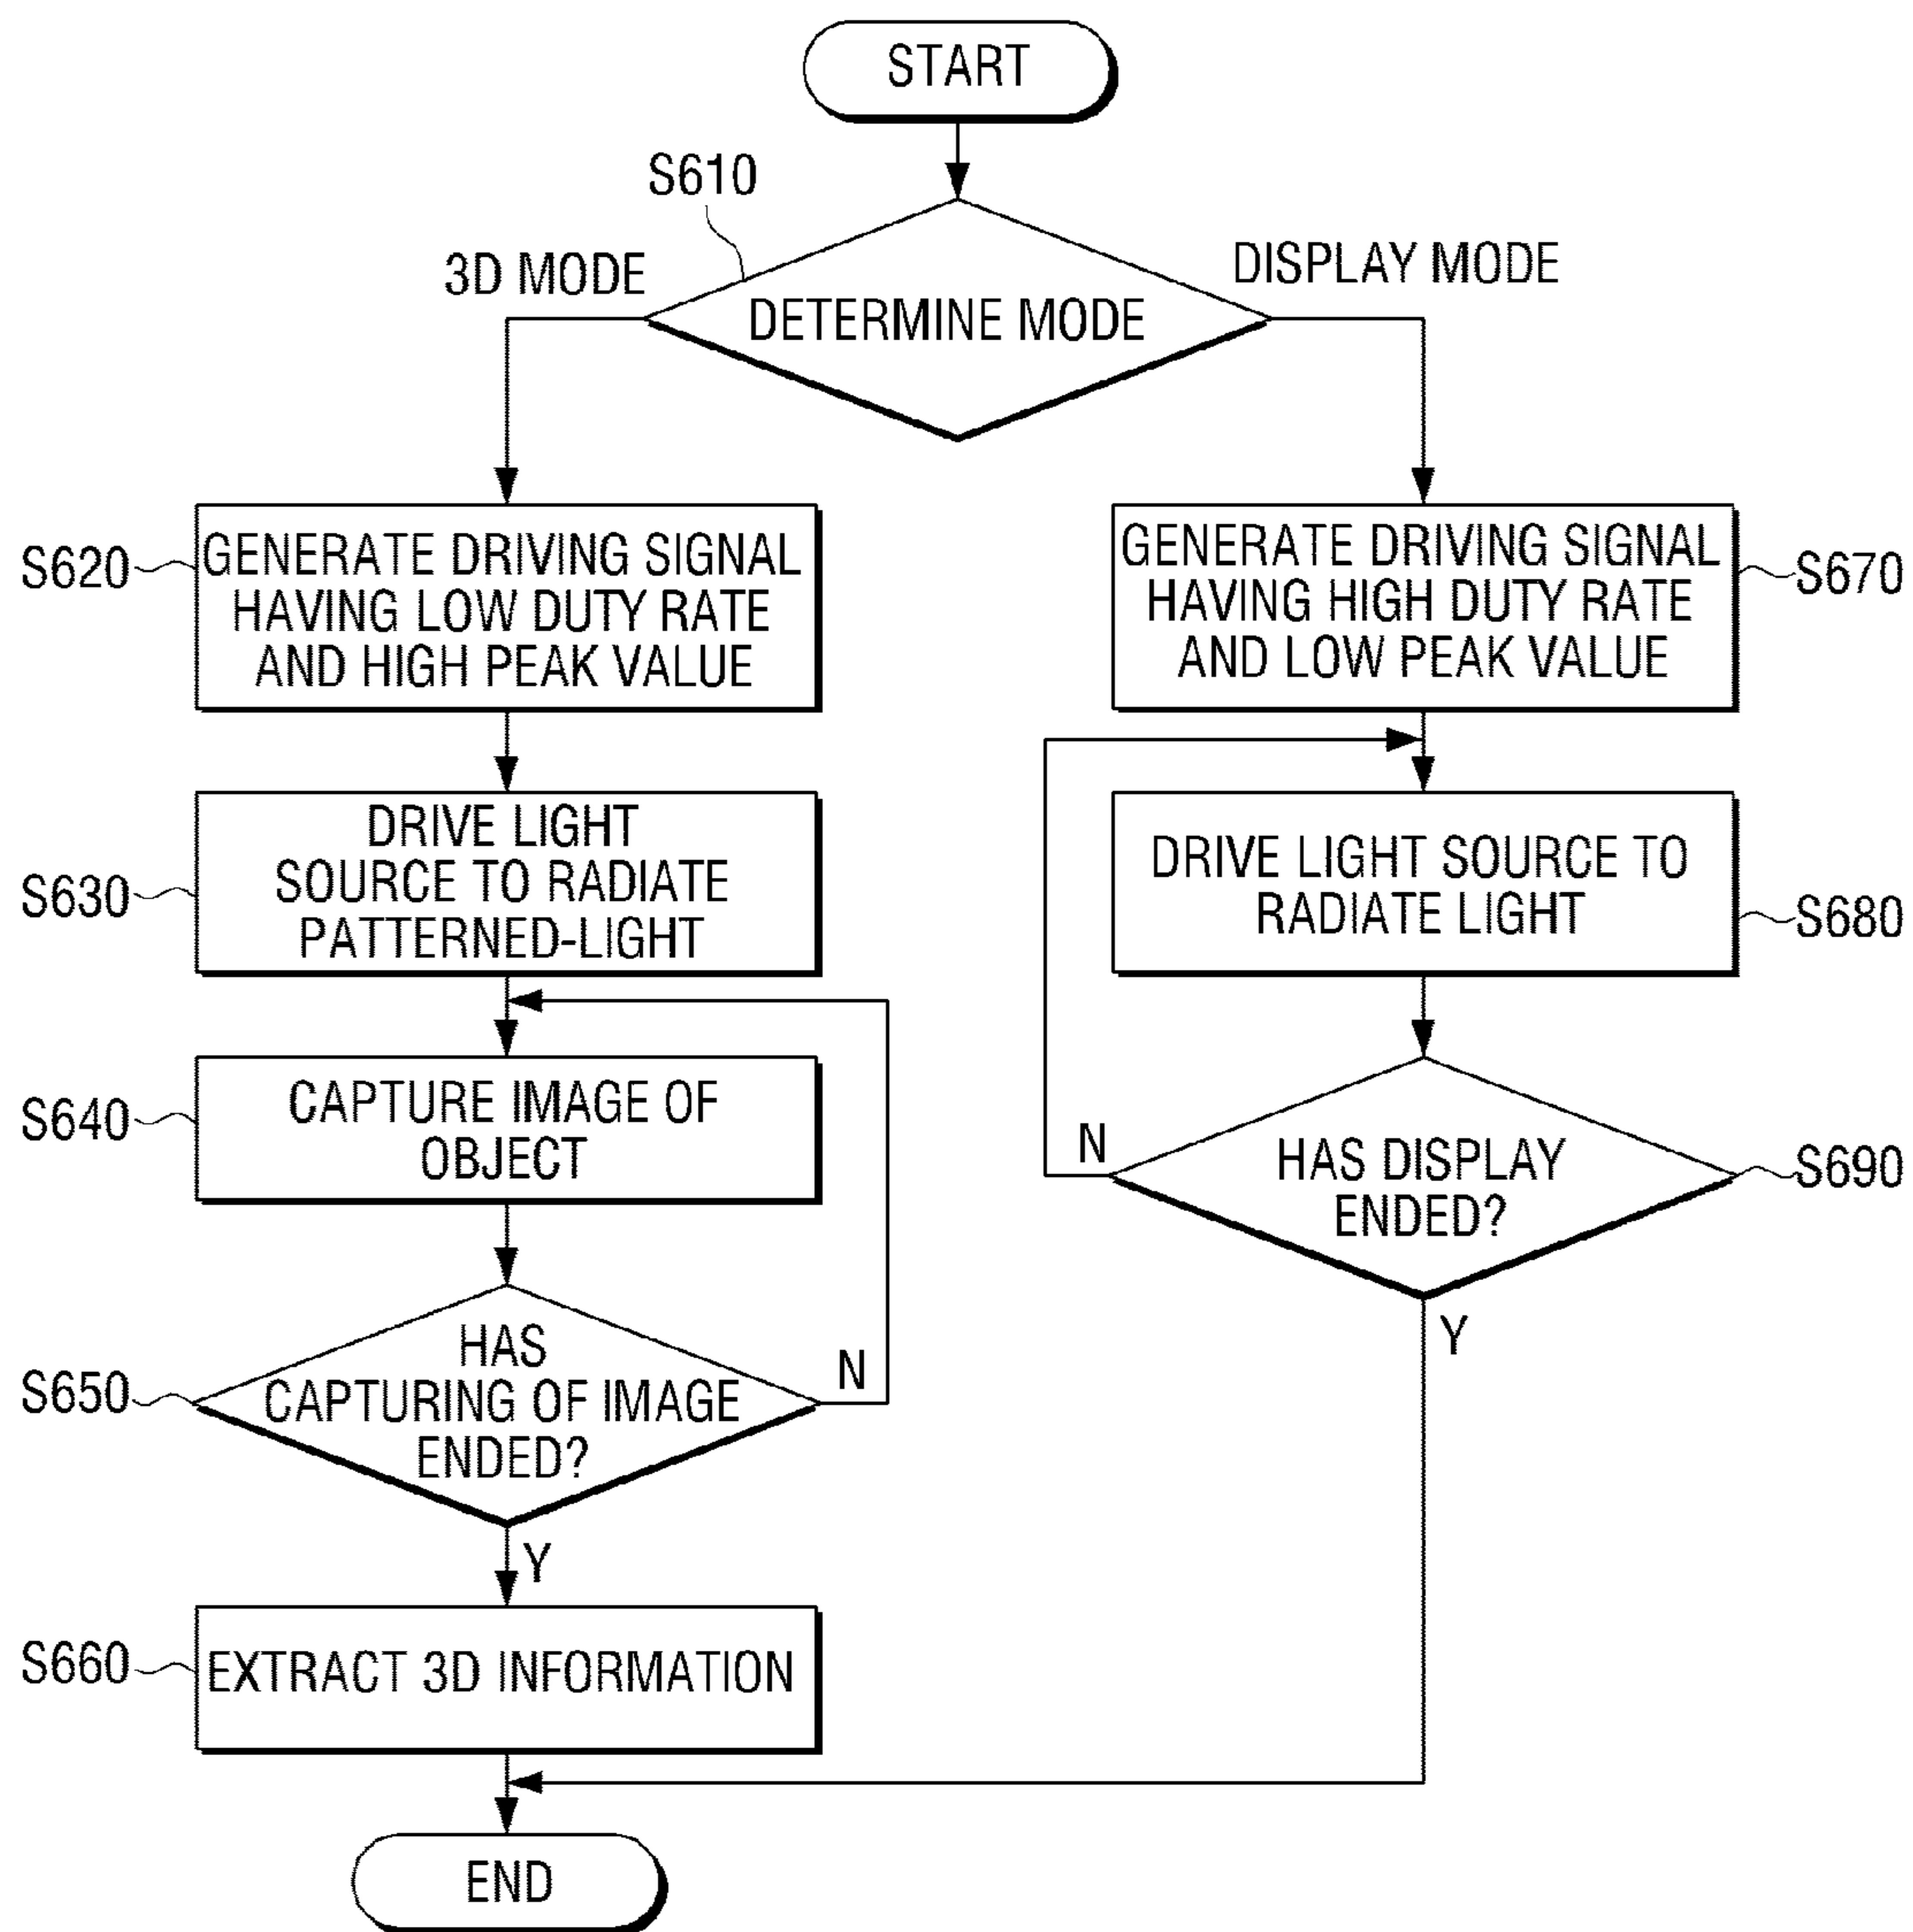 START
S610
3D MODE
DISPLAY MODE
DETERMINE MODE
S620
GENERATE DRIVING SIGNAL
HAVING LOW DUTY RATE
AND HIGH PEAK VALUE
GENERATE DRIVING SIGNAL
HAVING HIGH DUTY RATE
AND LOW PEAK VALUE
S670
S630
DRIVE LIGHT
SOURCE TO RADIATE
PATTERNED-LIGHT
DRIVE LIGHT SOURCE TO
RADIATE LIGHT
S680
S640
CAPTURE IMAGE OF
OBJECT
N
HAS DISPLAY
ENDED?
S690
Y
S650
HAS
CAPTURING OF IMAGE
ENDED?
N
Y
S660
EXTRACT 3D INFORMATION
END